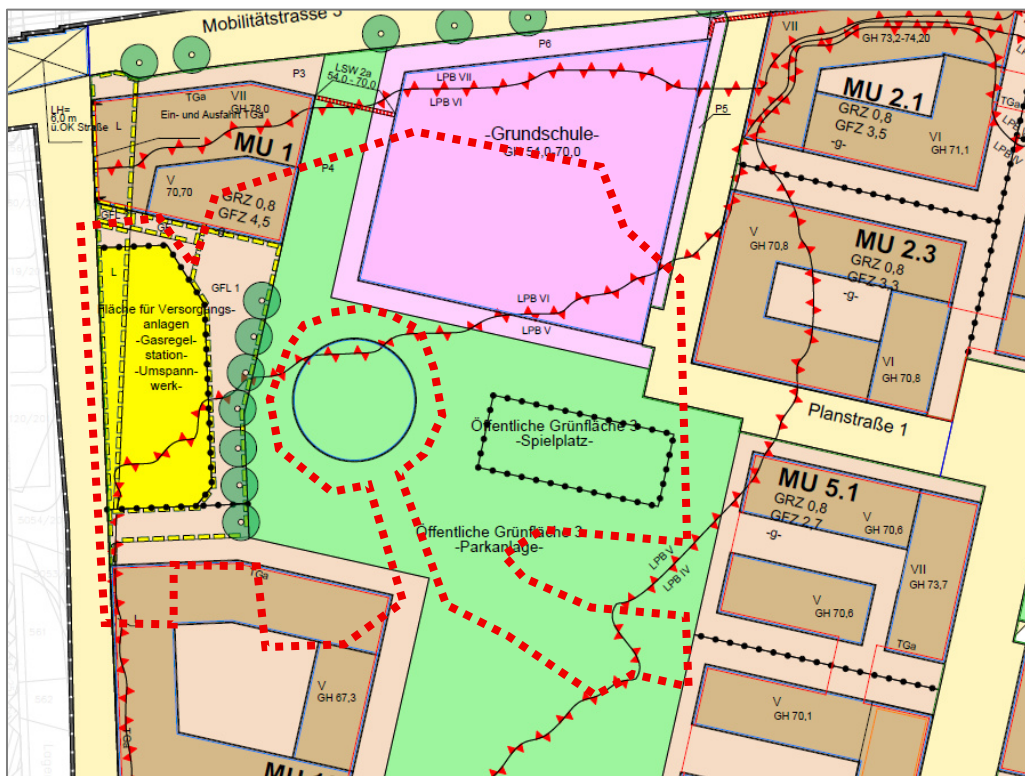 Mobilitätstrasse 3
P6
VII
GH 73,2-74,20
P3
LSW 2a
54,0 - 70,0
LPB VII
LPB VI
TGa
VII
GH 78,0
LH=
6,0 m
ü.OK Straße
L
Ein- und Ausfahrt TGa
MU 1
-Grundschule-
GH 54,0-70,0
P5
MU 2.1
GRZ 0,8
GFZ 3,5
-g-
VI
GH 71,1
TGa
LPB IV
P4
V
70,70
GRZ 0,8
GFZ 4,5
-g-
V
GH 70,8
MU 2.3
GRZ 0,8
GFZ 3,3
-g-
L
GFL 1
Fläche für Versorgungs-
anlagen
-Gasregel-
station-
-Umspann-
werk-
LPB VI
LPB V
VI
GH 70,8
Planstraße 1
Öffentliche Grünfläche 3
-Spielplatz-
MU 5.1
GRZ 0,8
GFZ 2,7
-g-
V
GH 70,6
Öffentliche Grünfläche 3
-Parkanlage-
LPB V
LPB IV
VII
GH 73,7
TGa
V
GH 70,6
TGa
V
GH 67,3
V
GH 70,1
TGa
MU 1